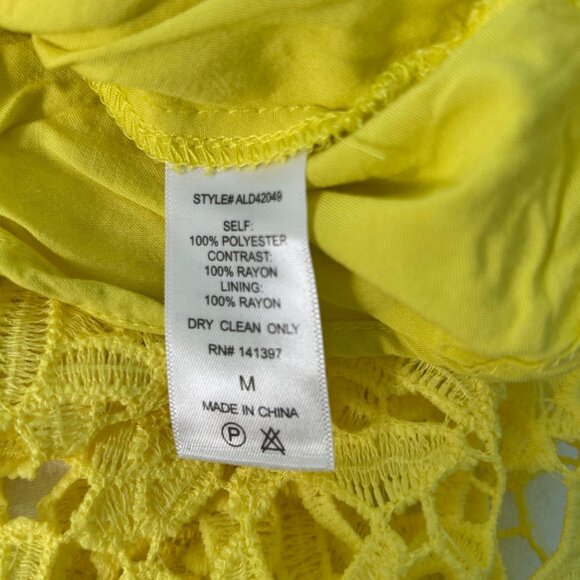 STYLE# ALD42049
SELF:
100% POLYESTER
CONTRAST:
100% RAYON
LINING:
100% RAYON
DRY CLEAN ONLY
RN# 141397
M
MADE IN CHINA
P